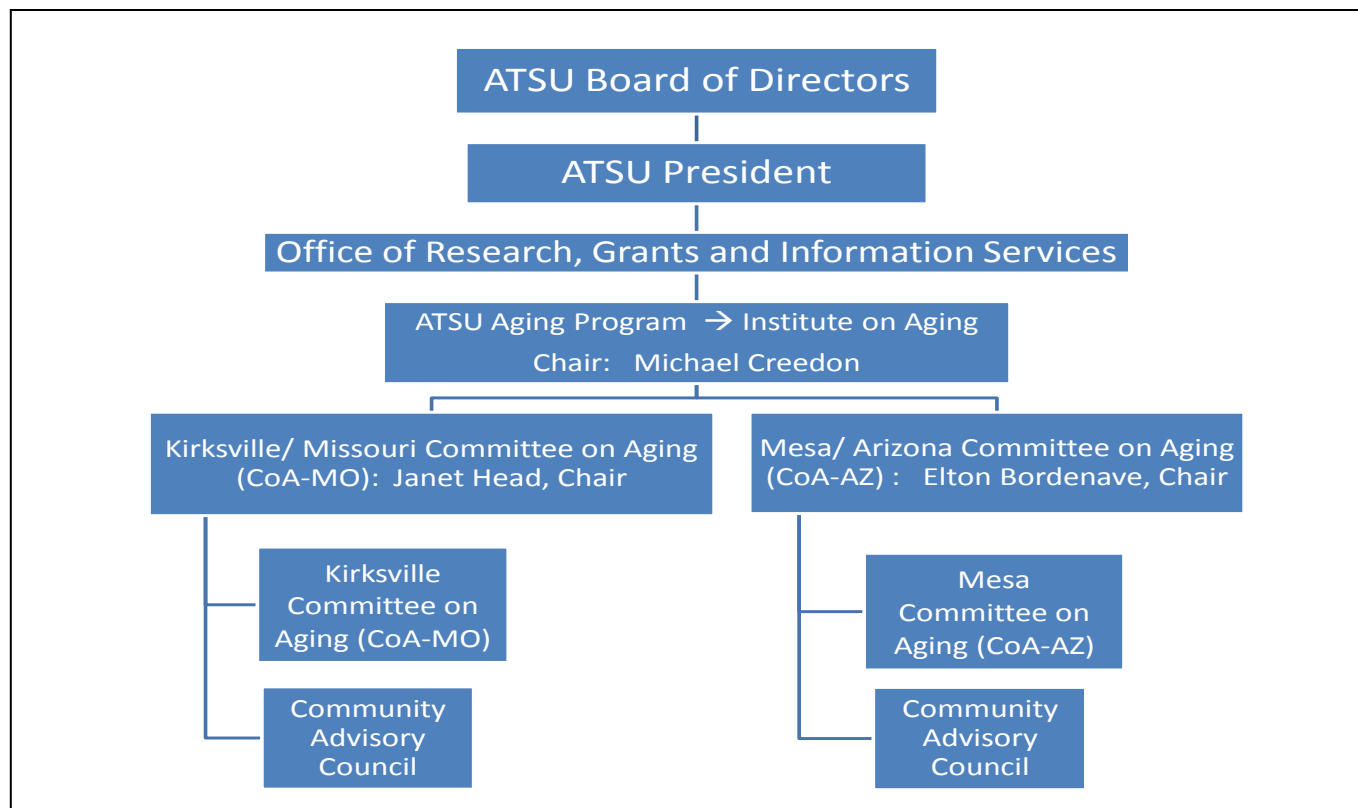 ATSU Board of Directors
ATSU President
Office of Research, Grants and Information Services
ATSU Aging Program → Institute on Aging
Chair: Michael Creedon
Kirksville/ Missouri Committee on Aging
(CoA-MO): Janet Head, Chair
Mesa/ Arizona Committee on Aging
(CoA-AZ) : Elton Bordenave, Chair
Kirksville
Committee on
Aging (CoA-MO)
Mesa
Committee on
Aging (CoA-AZ)
Community
Advisory
Council
Community
Advisory
Council